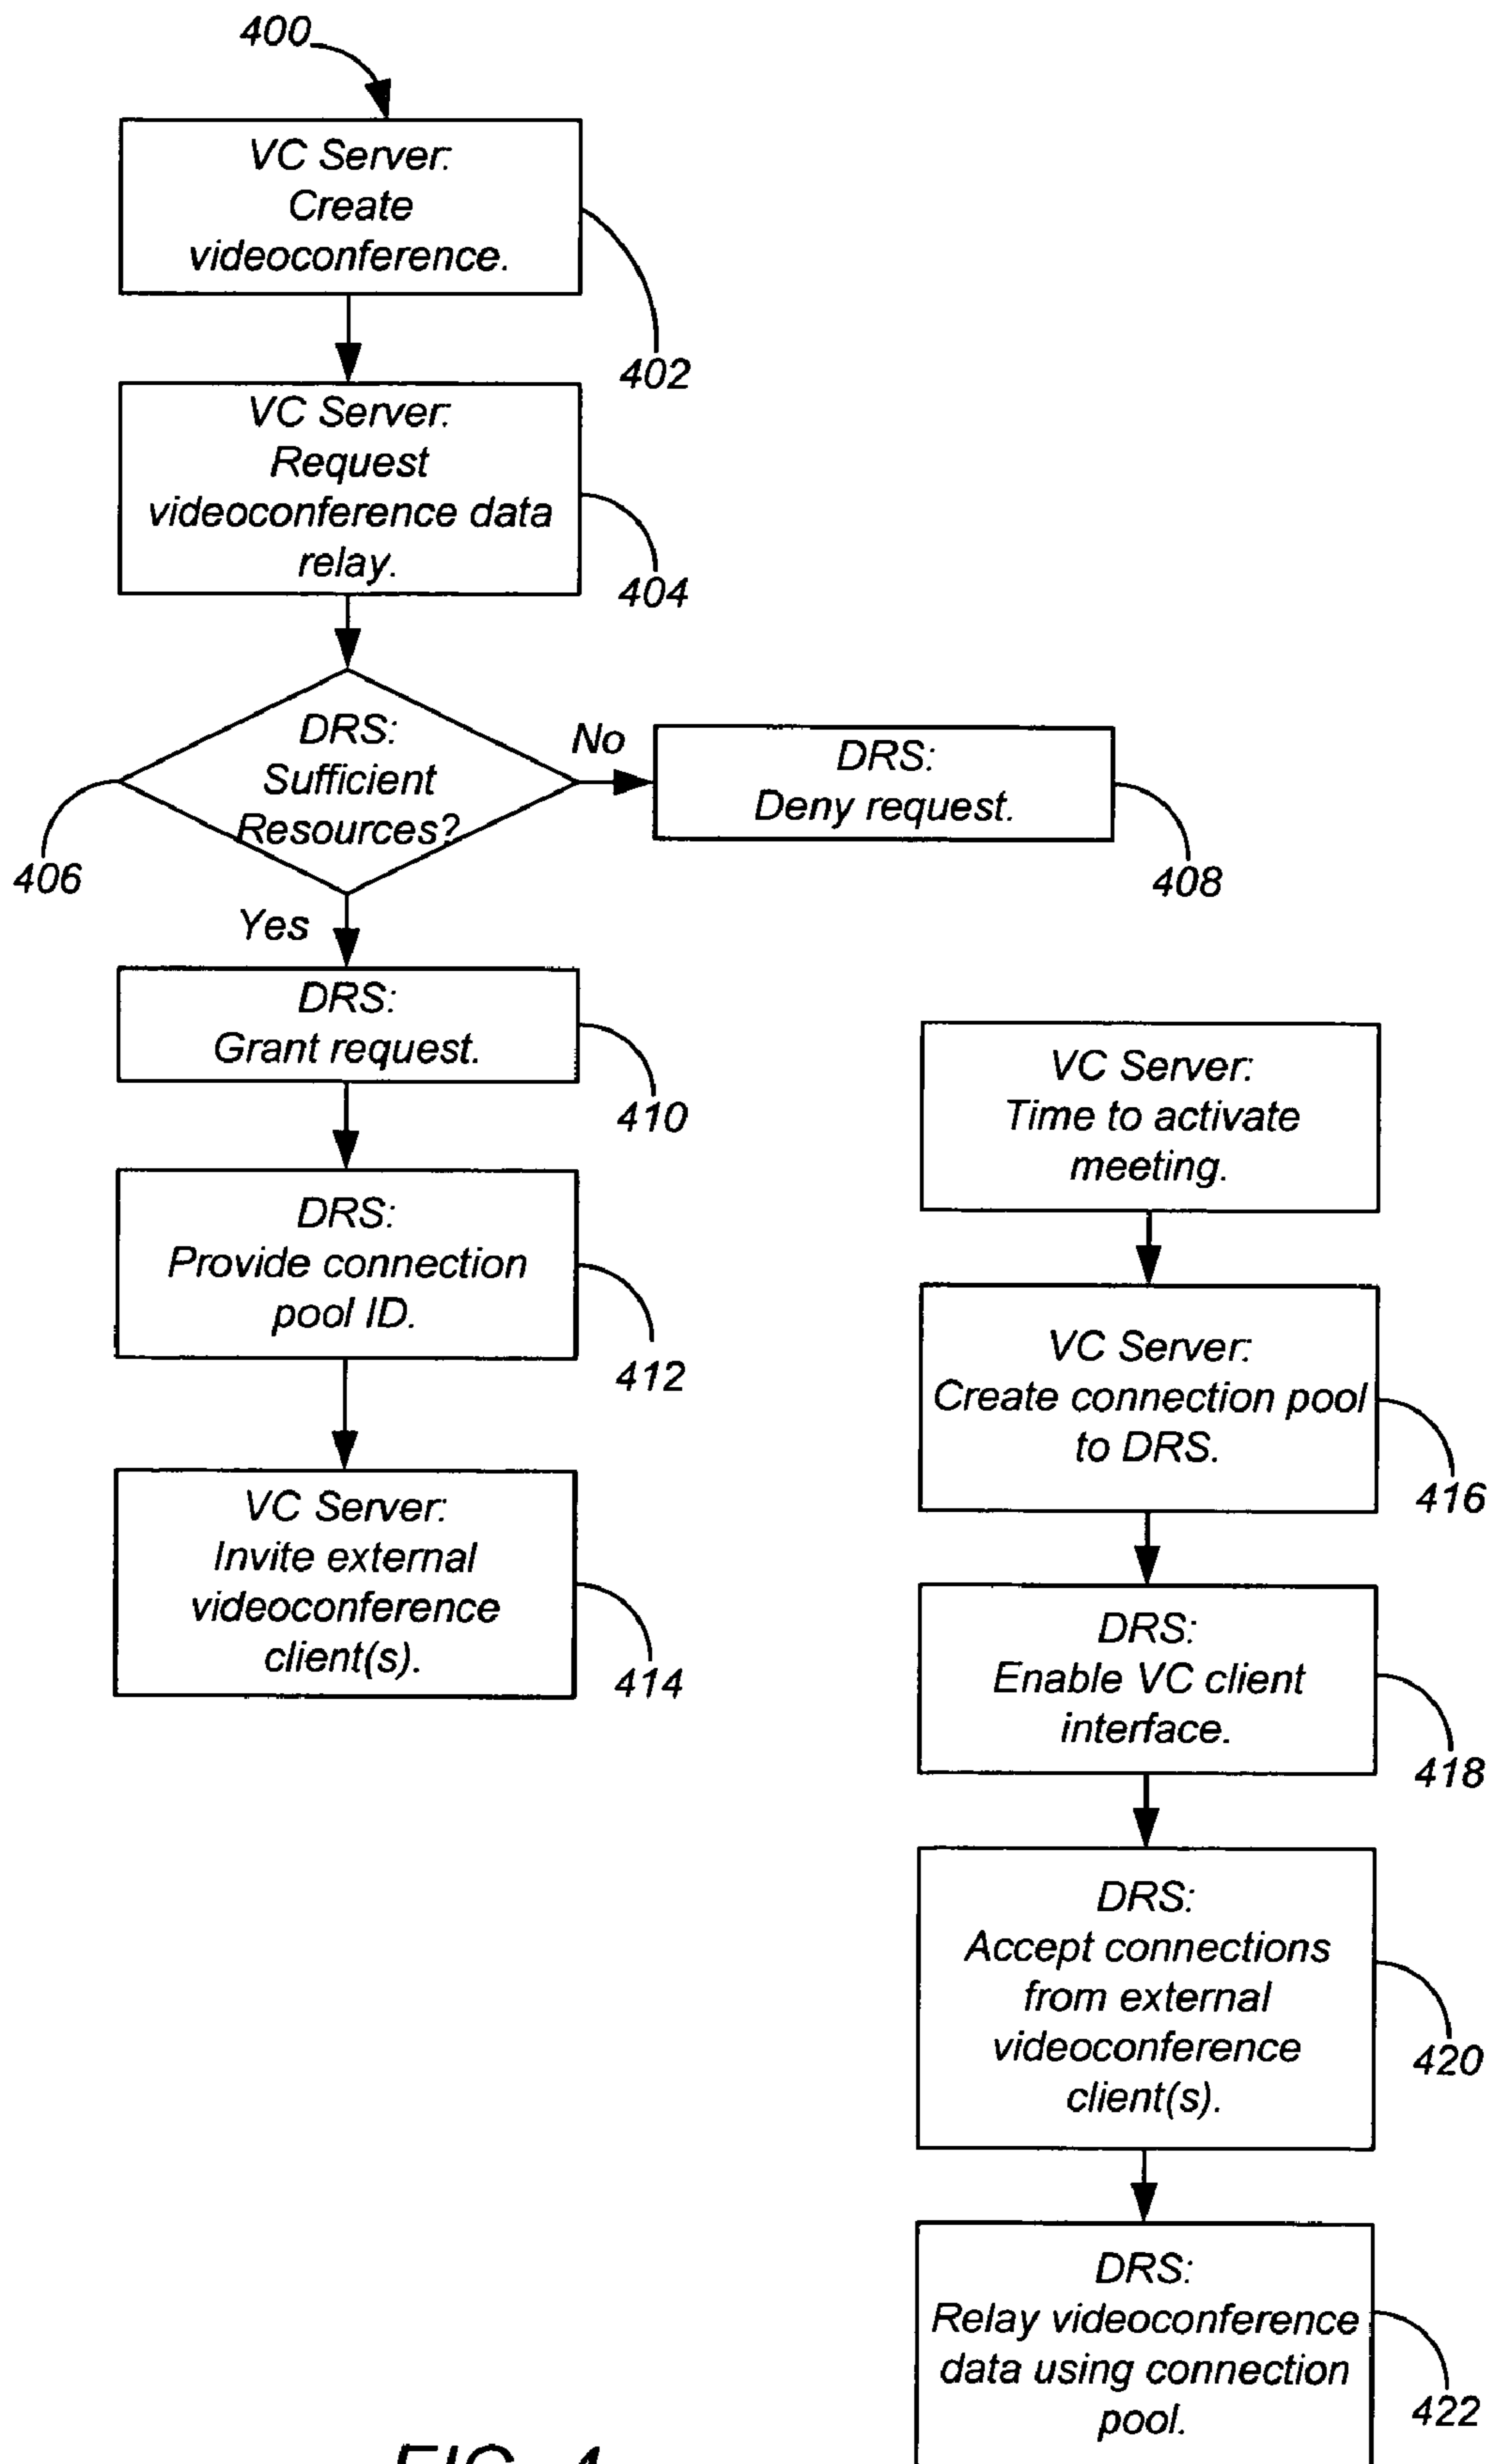 400
VC Server:
Create
videoconference.
402
VC Server:
Request
videoconference data
relay.
404
DRS:
Sufficient
Resources?
406
No
DRS:
Deny request.
408
Yes
DRS:
Grant request.
410
DRS:
Provide connection
pool ID.
412
VC Server:
Invite external
videoconference
client(s).
414
VC Server:
Time to activate
meeting.
VC Server:
Create connection pool
to DRS.
416
DRS:
Enable VC client
interface.
418
DRS:
Accept connections
from external
videoconference
client(s).
420
DRS:
Relay videoconference
data using connection
pool.
422
FIG. 4